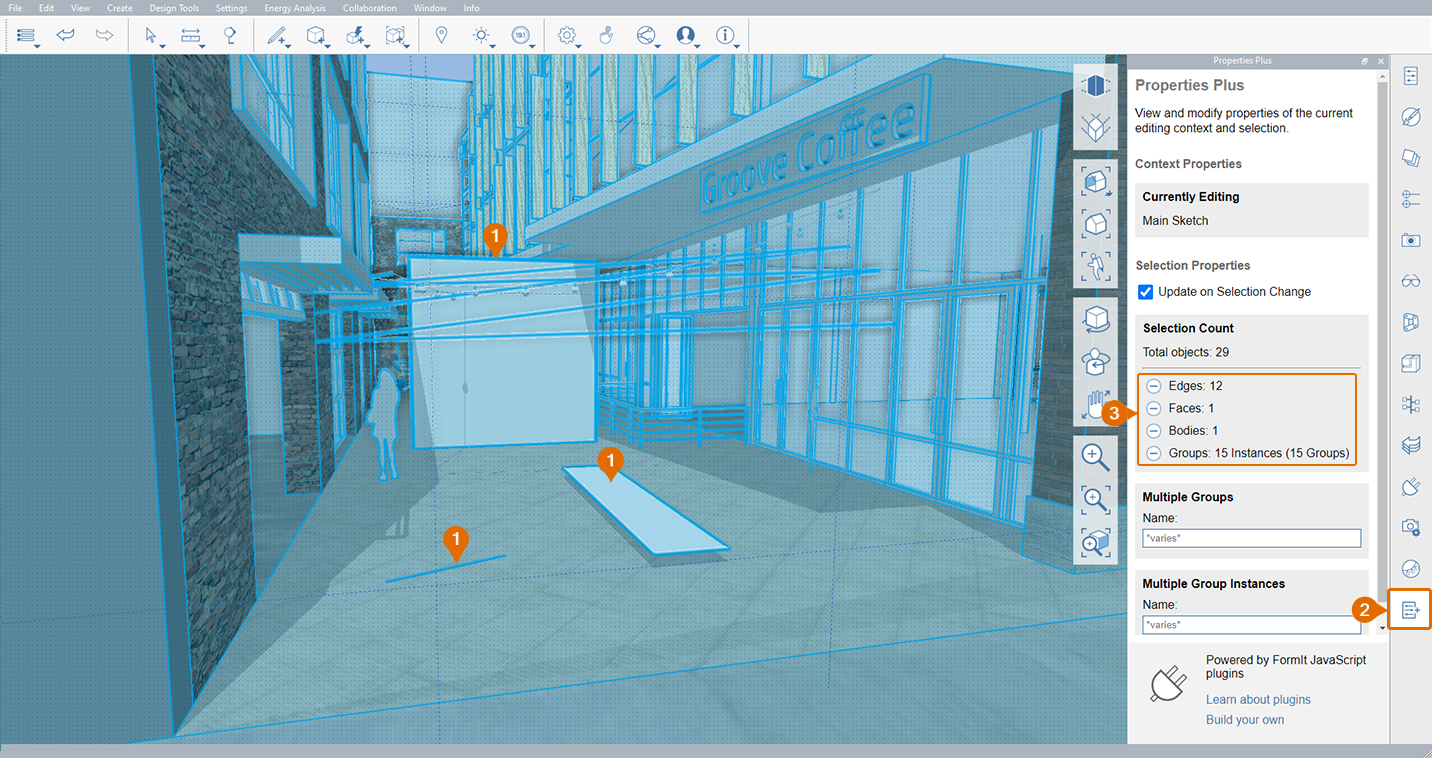 File Edit View Create Design Tools Settings Energy Analysis Collaboration Window Info
19.1
Groove Coffee
1
1
1
Properties Plus
Properties Plus
View and modify properties of the current
editing context and selection.
Context Properties
Currently Editing
Main Sketch
Selection Properties
Update on Selection Change
Selection Count
Total objects: 29
3
Edges: 12
Faces: 1
Bodies: 1
Groups: 15 Instances (15 Groups)
Multiple Groups
Name:
*varies*
Multiple Group Instances
Name:
2
*varies*
Powered by FormIt JavaScript
plugins
Learn about plugins
Build your own